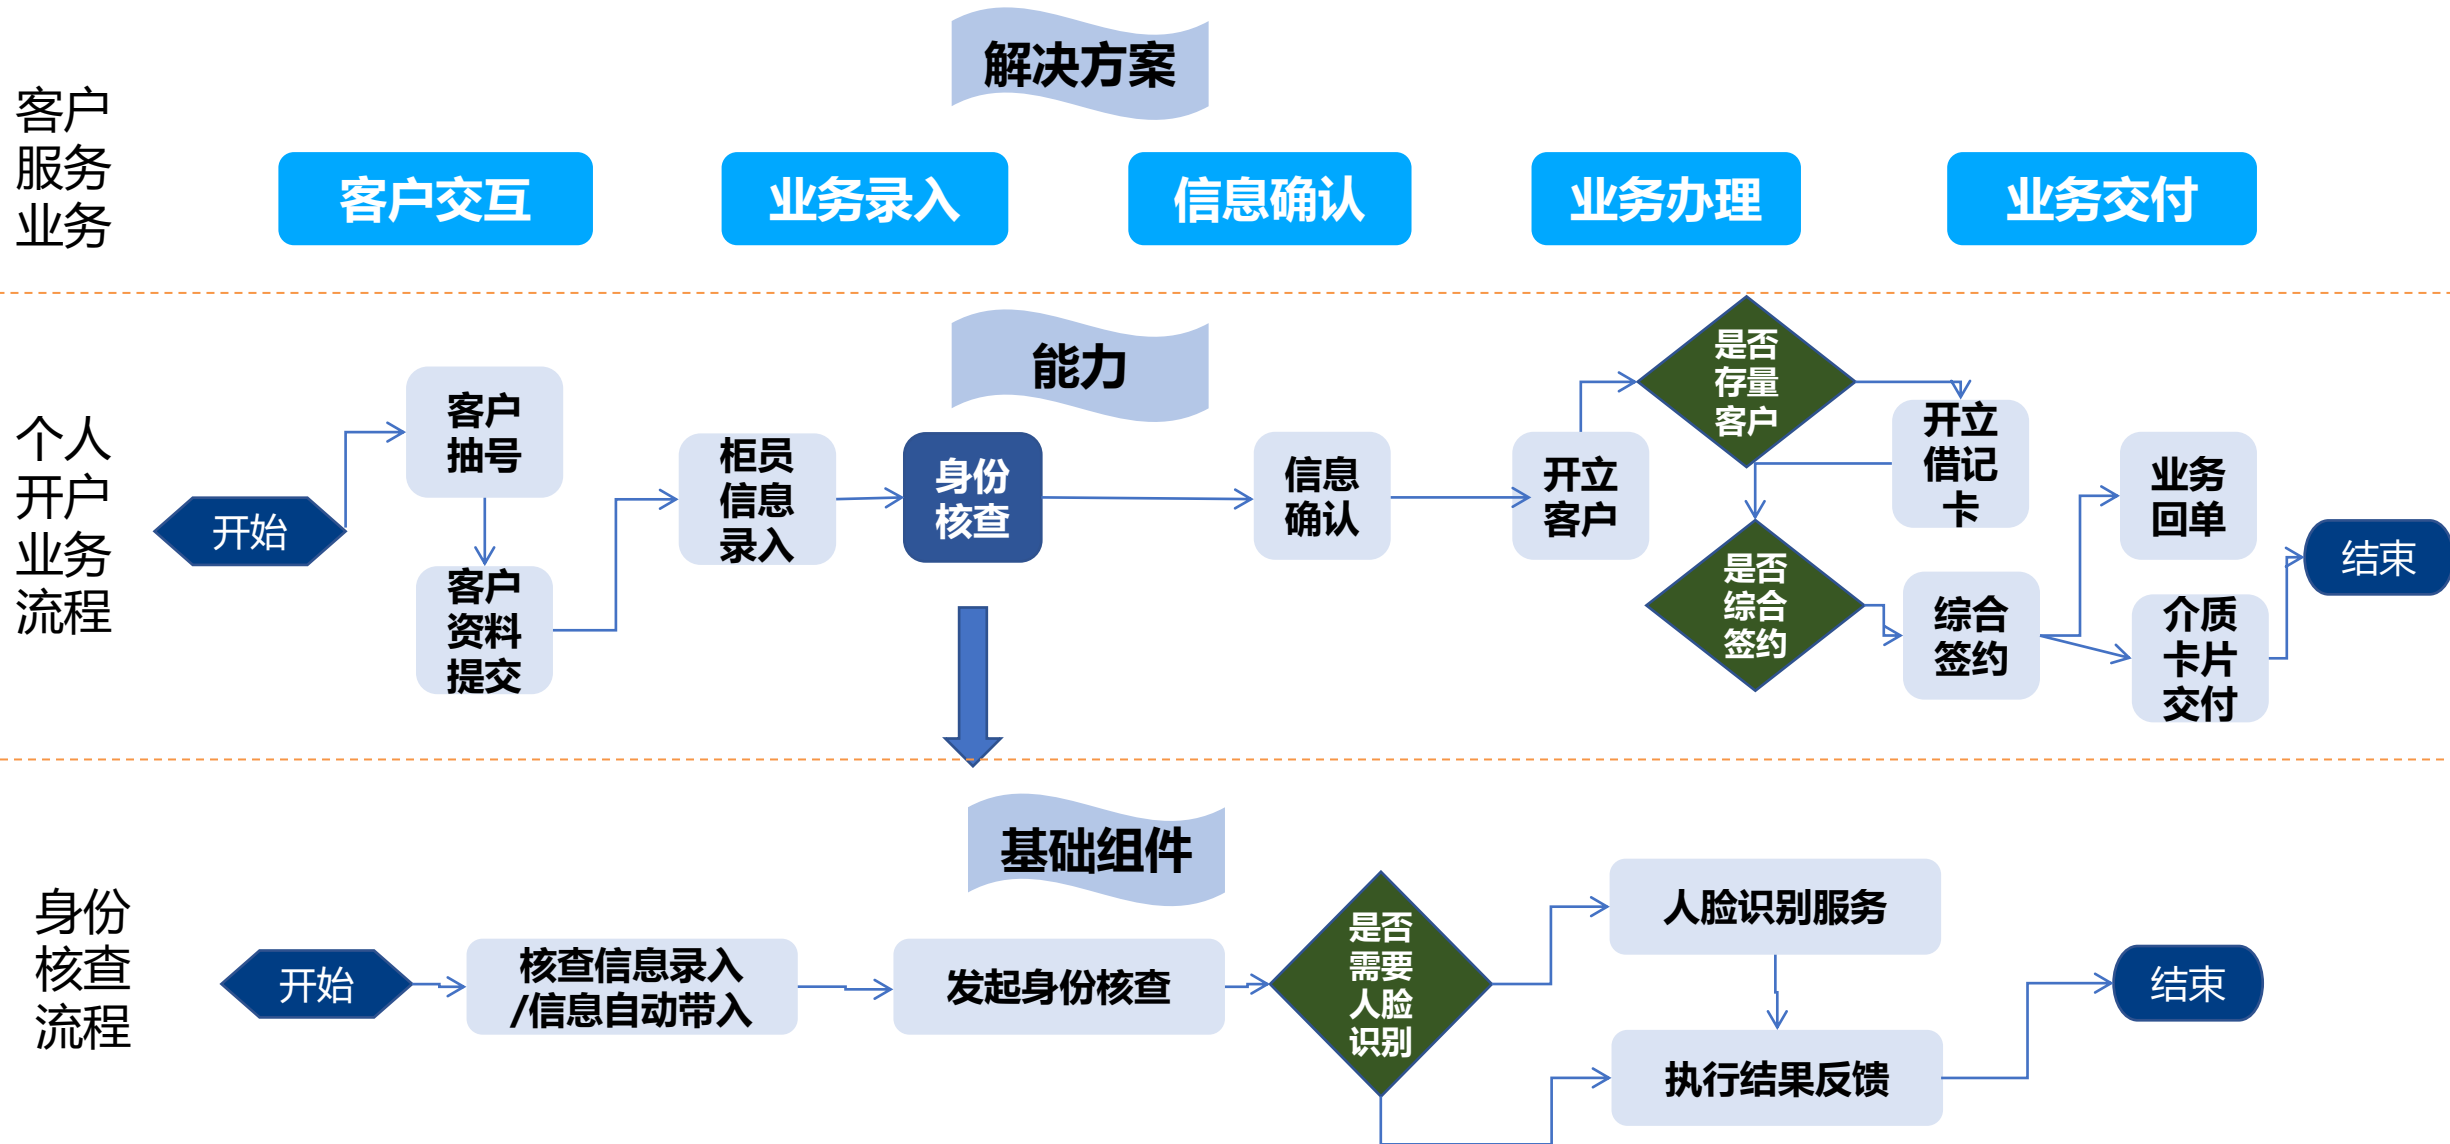 解决方案
客户
服务
业务
客户交互
业务录入
信息确认
业务办理
业务交付
能力
个人
开户
业务
流程
开始
客户
抽号
客户
资料
提交
柜员
信息
录入
身份
核查
信息
确认
开立
客户
是否
存量
客户
开立
借记
卡
是否
综合
签约
综合
签约
业务
回单
介质
卡片
交付
结束
基础组件
身份
核查
流程
开始
核查信息录入
/信息自动带入
发起身份核查
是否
需要
人脸
识别
人脸识别服务
执行结果反馈
结束